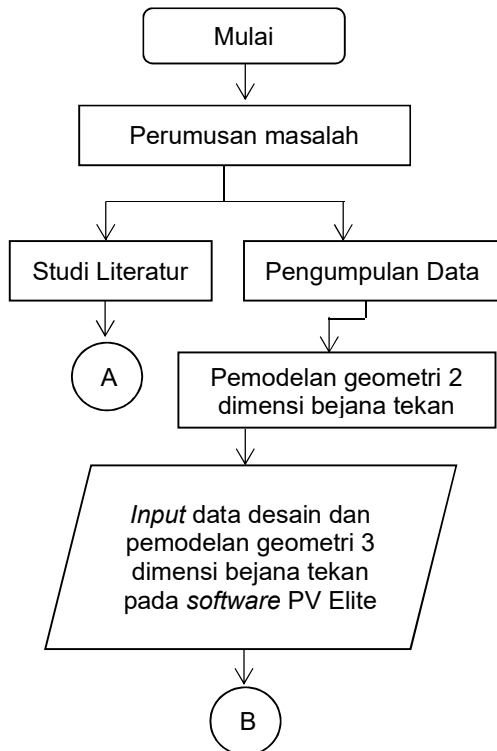 Mulai
Perumusan masalah
Studi Literatur
Pengumpulan Data
A
Pemodelan geometri 2
dimensi bejana tekan
Input data desain dan
pemodelan geometri 3
dimensi bejana tekan
pada software PV Elite
B